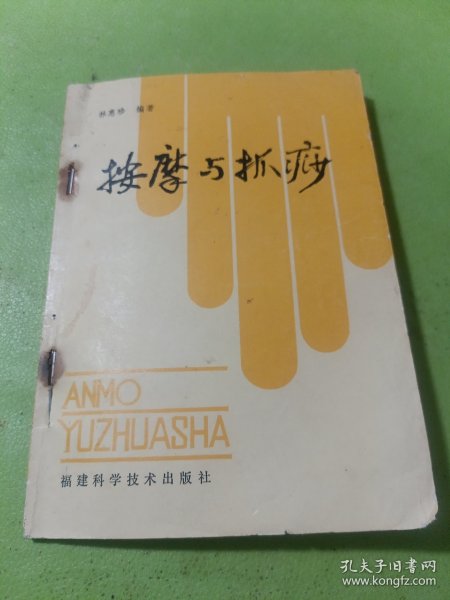 林惠珍 编著
按摩与抓痧
ANMO
YUZHUASHA
福建科学技术出版社
孔夫子旧书网
www.kongfz.com